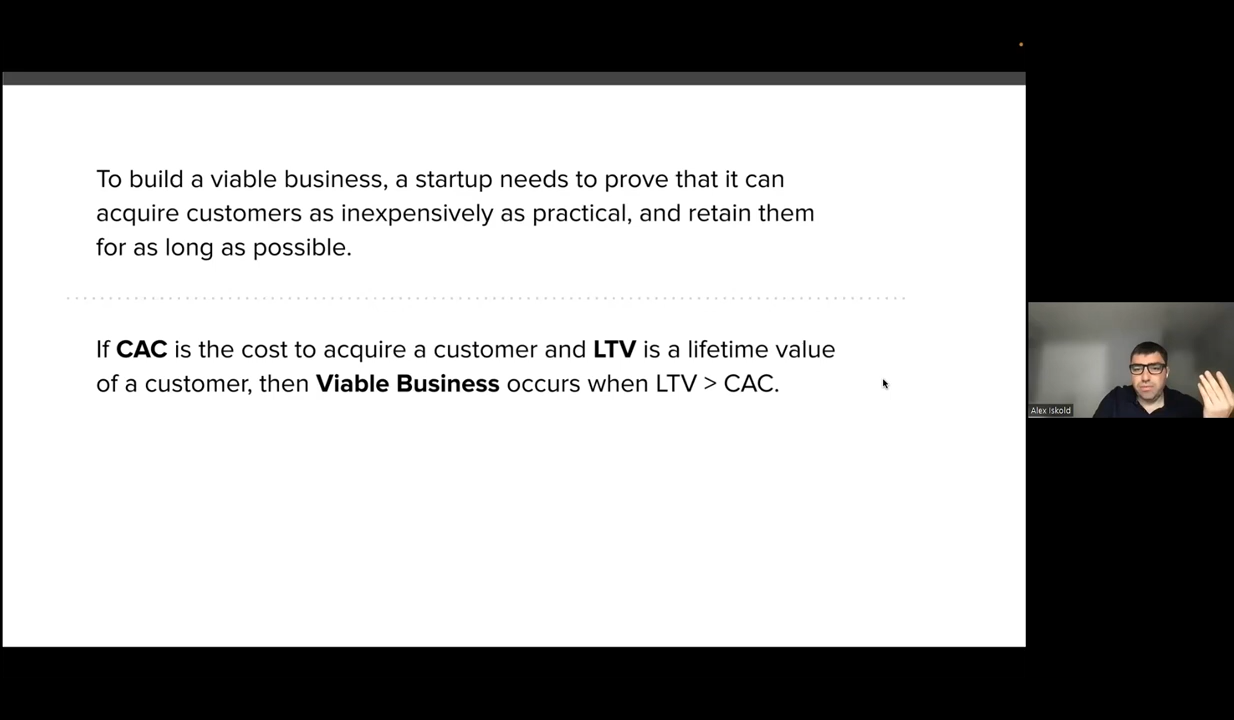 To build a viable business, a startup needs to prove that it can
acquire customers as inexpensively as practical, and retain them
for as long as possible.
If CAC is the cost to acquire a customer and LTV is a lifetime value
of a customer, then Viable Business occurs when LTV > CAC.
Alex Iskold